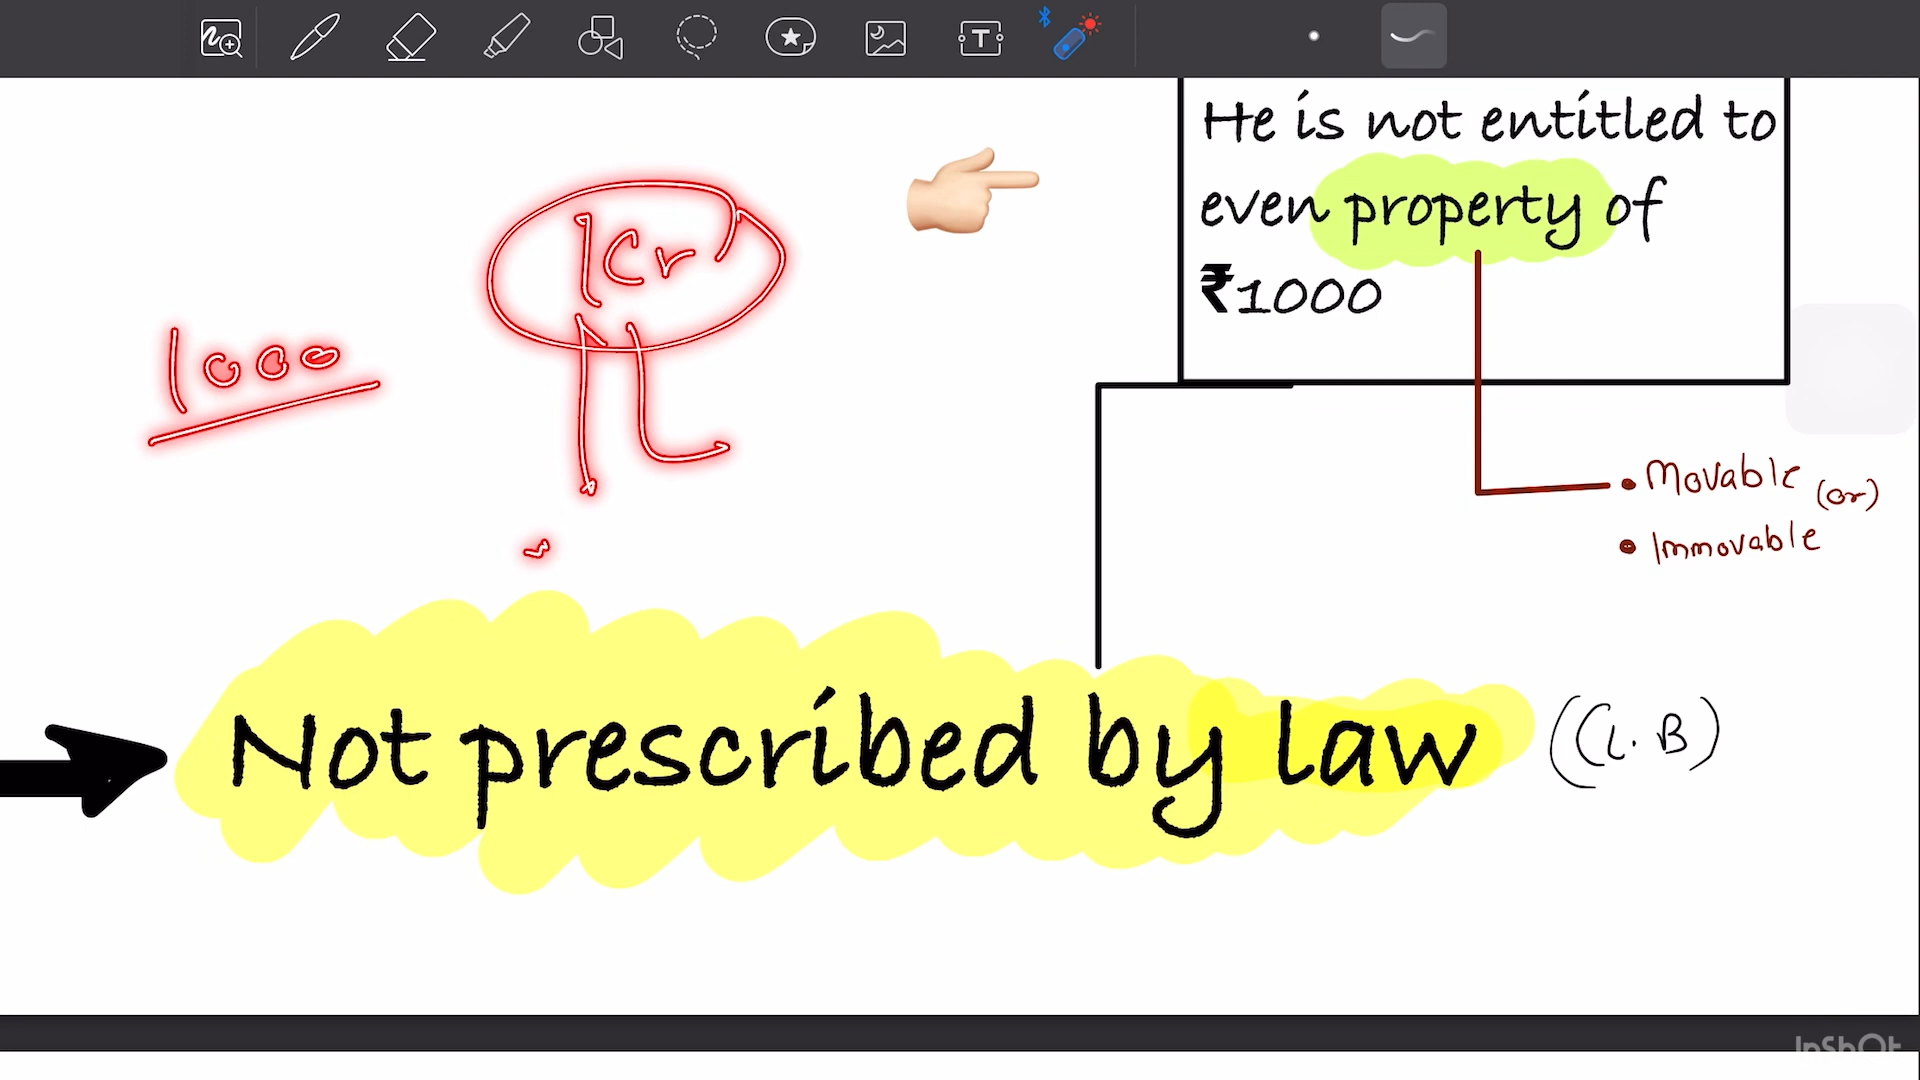 He is not entitled to
even property of
₹1000
1Cr
1000
• Movable (or)
• Immovable
Not prescribed by law
((L.B)
InShOt